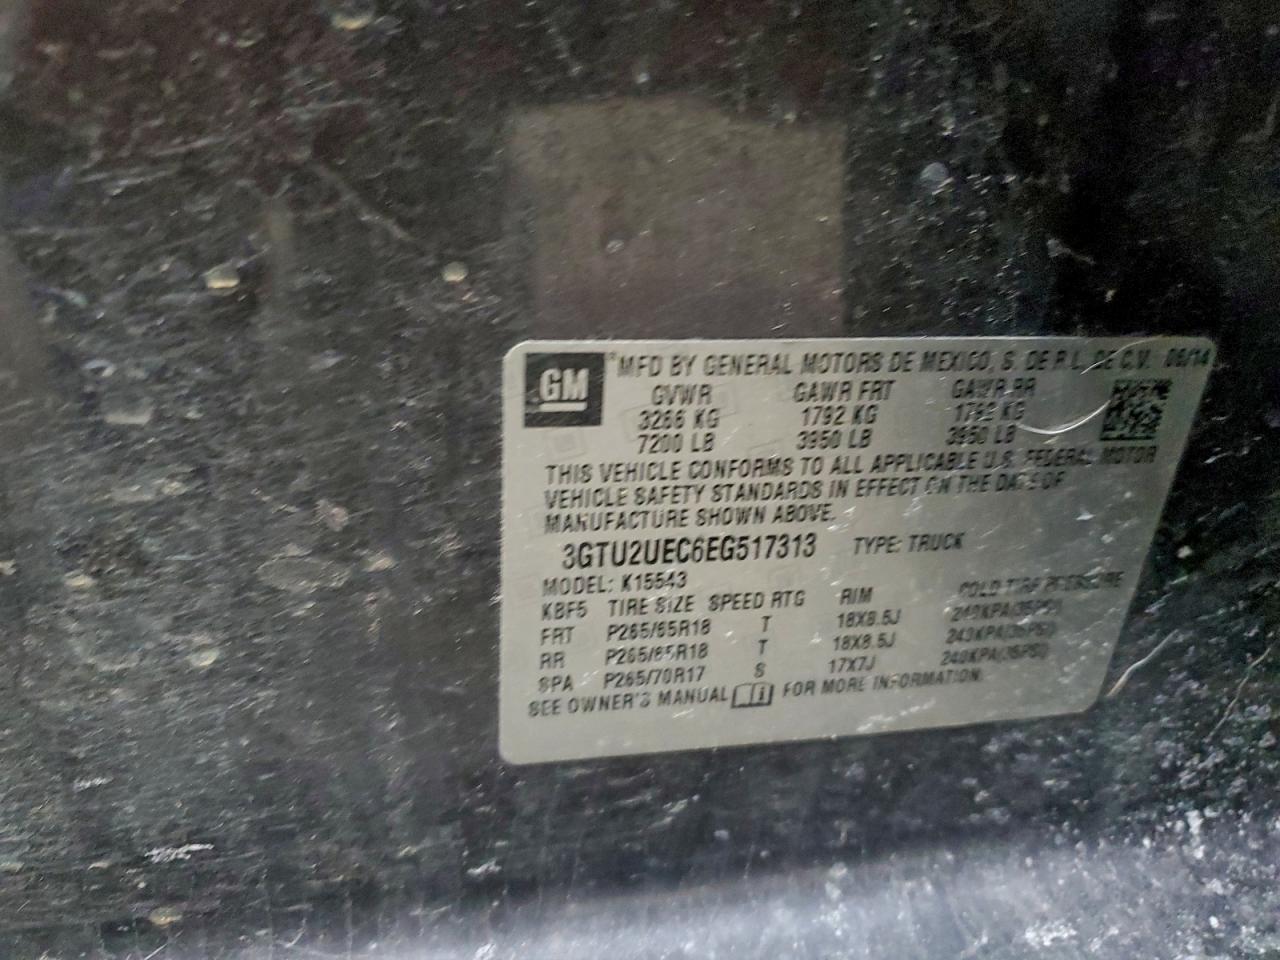 GM ® MFD BY GENERAL MOTORS DE MEXICO, S. DE R.L. DE C.V. 06/14
GVWR GAWR FRT GAWR RR
3266 KG 1792 KG 1792 KG
7200 LB 3950 LB 3950 LB
THIS VEHICLE CONFORMS TO ALL APPLICABLE U.S. FEDERAL MOTOR
VEHICLE SAFETY STANDARDS IN EFFECT ON THE DATE OF
MANUFACTURE SHOWN ABOVE.
3GTU2UEC6EG517313 TYPE: TRUCK
MODEL: K15543
KBF5 TIRE SIZE SPEED RTG RIM COLD TIRE PRESSURE
FRT P265/65R18 T 18X8.5J 240KPA(35PSI)
RR P265/65R18 T 18X8.5J 240KPA(35PSI)
SPA P265/70R17 S 17X7J 240KPA(35PSI)
SEE OWNER'S MANUAL FOR MORE INFORMATION.